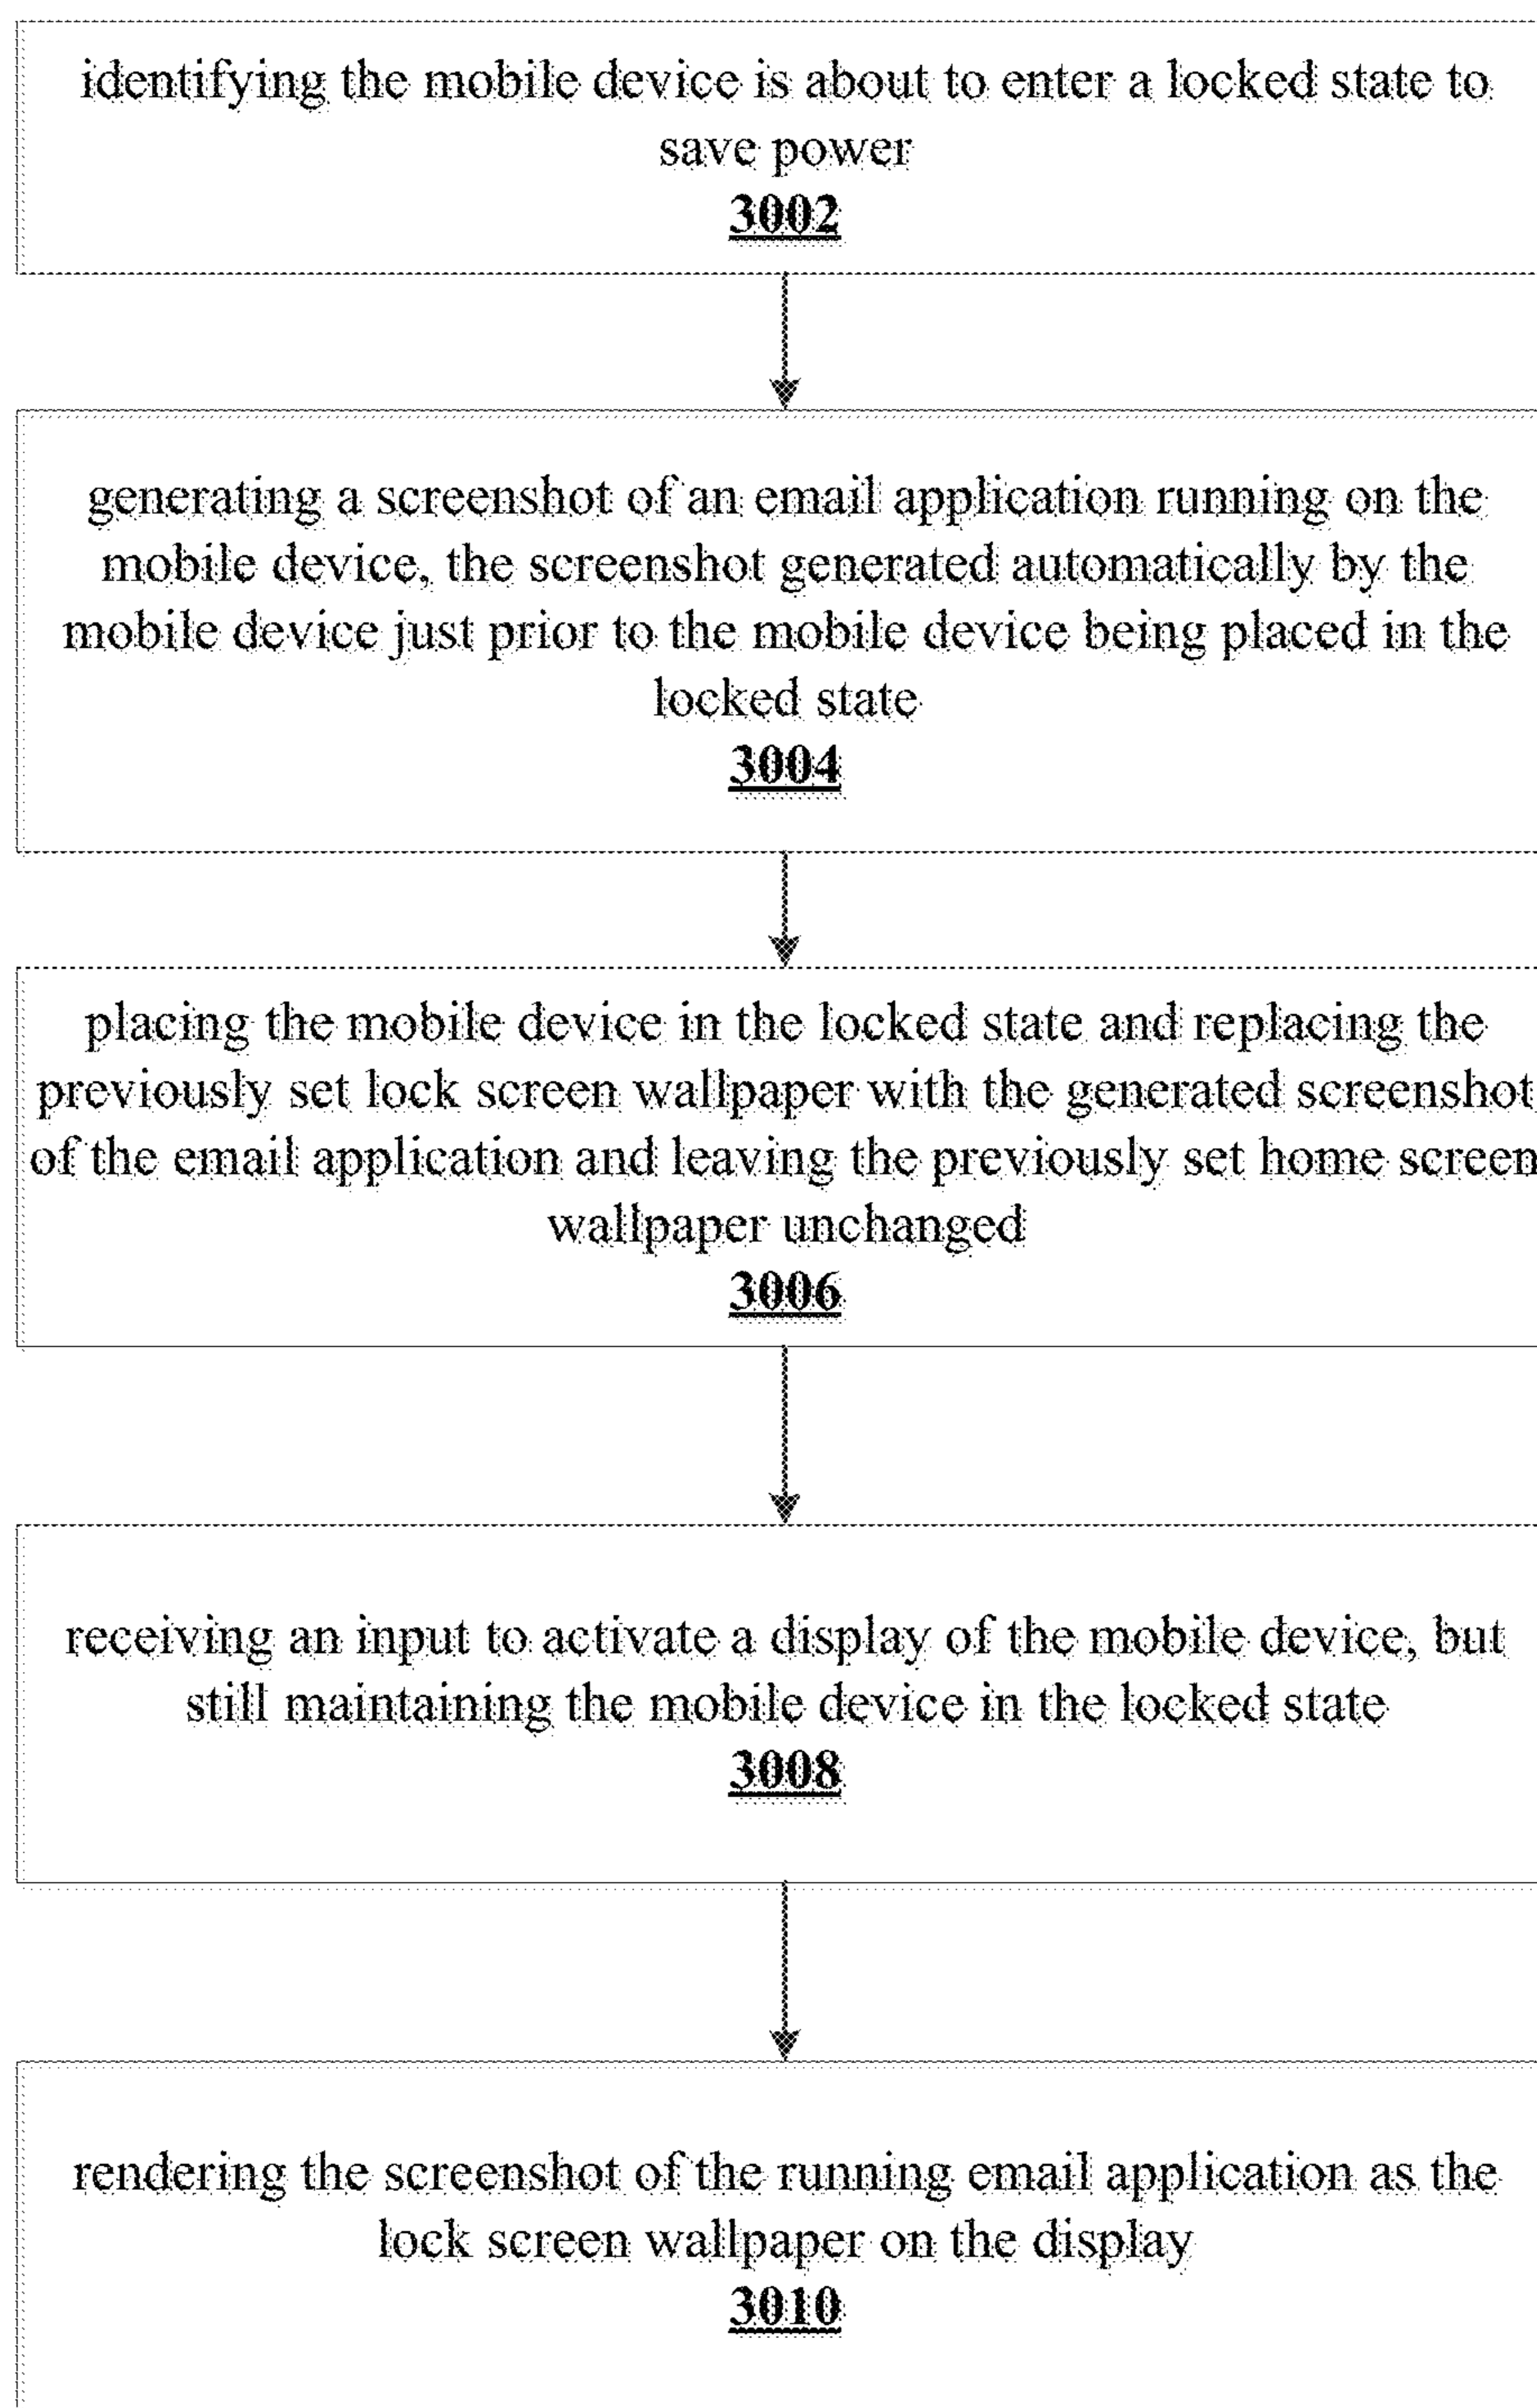 identifying the mobile device is about to enter a locked state to
save power
3002
generating a screenshot of an email application running on the
mobile device, the screenshot generated automatically by the
mobile device just prior to the mobile device being placed in the
locked state
3004
placing the mobile device in the locked state and replacing the
previously set lock screen wallpaper with the generated screenshot
of the email application and leaving the previously set home screen
wallpaper unchanged
3006
receiving an input to activate a display of the mobile device, but
still maintaining the mobile device in the locked state
3008
rendering the screenshot of the running email application as the
lock screen wallpaper on the display
3010